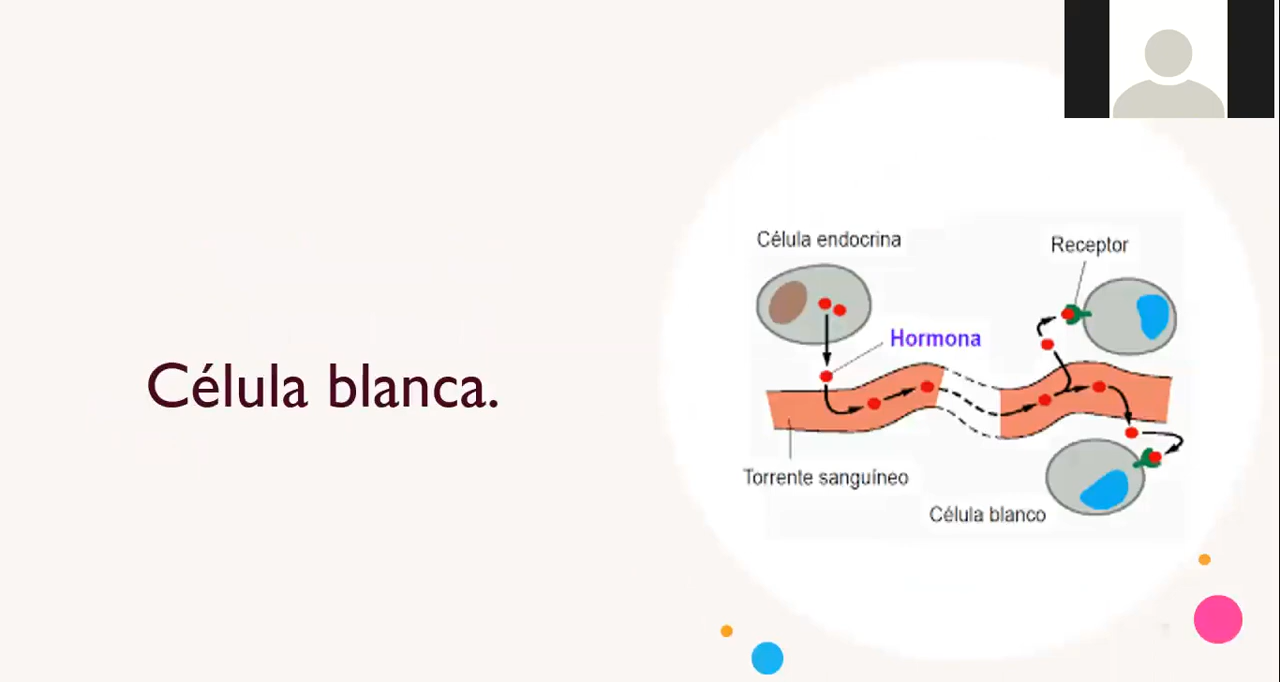 Célula blanca.
Célula endocrina
Receptor
Hormona
Torrente sanguíneo
Célula blanco